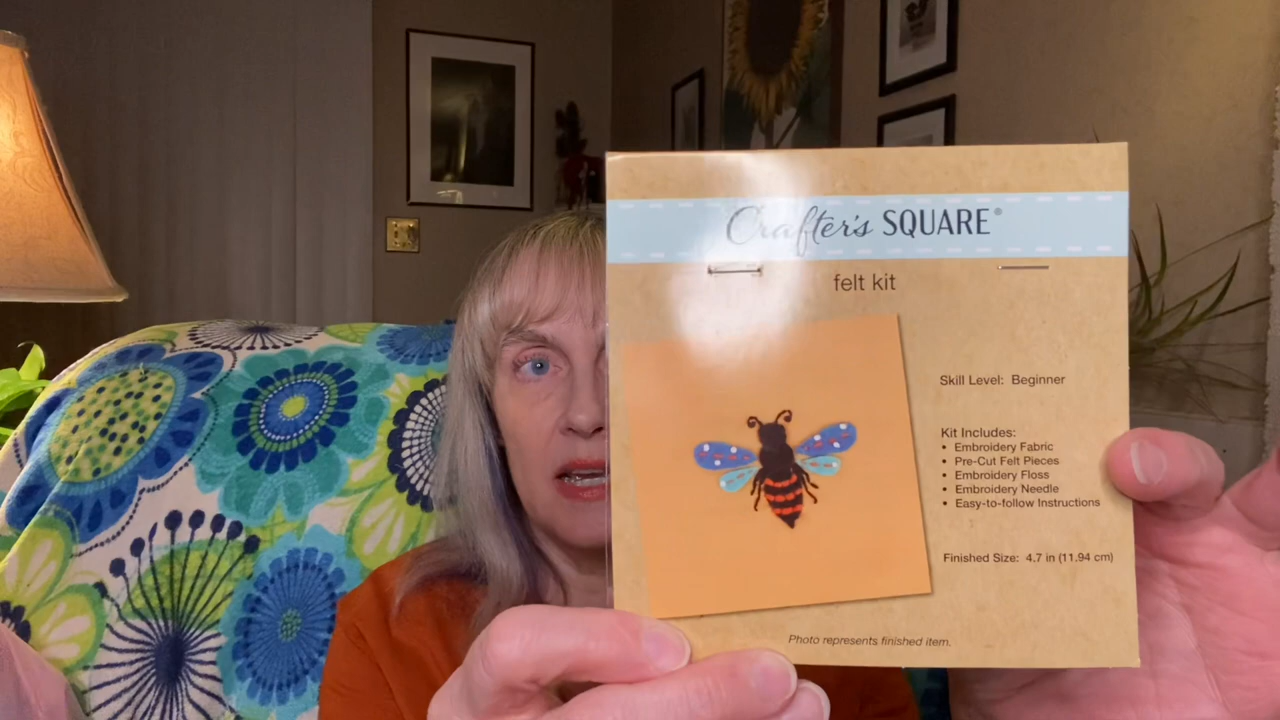 Crafter's SQUARE®
felt kit
Skill Level: Beginner
Kit Includes:
• Embroidery Fabric
• Pre-Cut Felt Pieces
• Embroidery Floss
• Embroidery Needle
• Easy-to-follow Instructions
Finished Size: 4.7 in (11.94 cm)
Photo represents finished item.